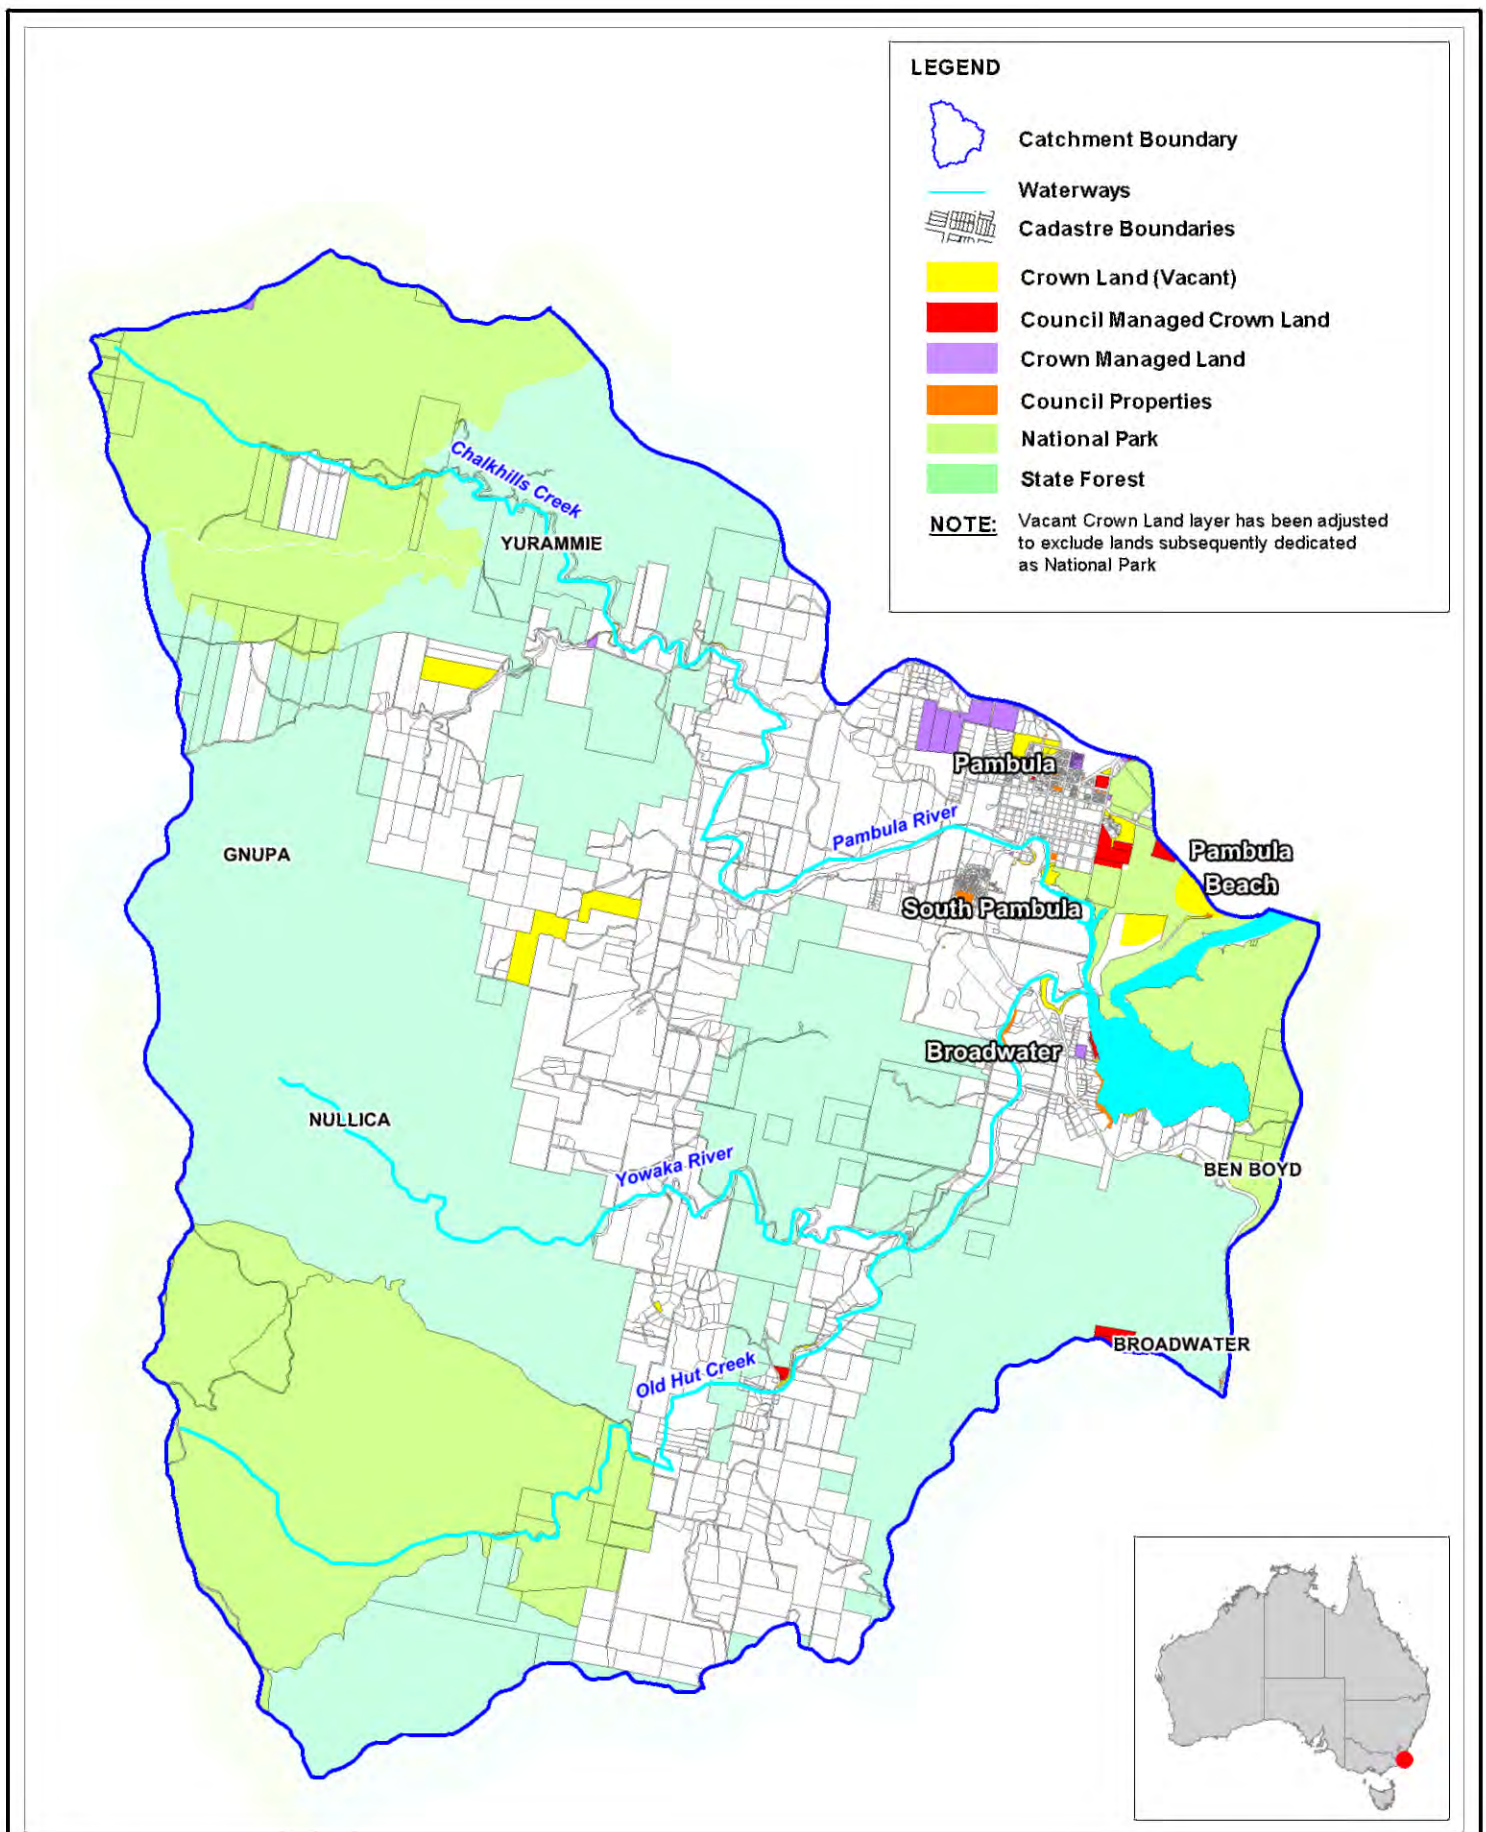 LEGEND
Catchment Boundary
Waterways
Cadastre Boundaries
Crown Land (Vacant)
Council Managed Crown Land
Crown Managed Land
Council Properties
National Park
State Forest
NOTE: Vacant Crown Land layer has been adjusted
to exclude lands subsequently dedicated
as National Park
Chalkhills Creek
YURAMMIE
Pambula
Pambula River
Pambula
Beach
GNUPA
South Pambula
Broadwater
NULLICA
Yowaka River
BEN BOYD
BROADWATER
Old Hut Creek